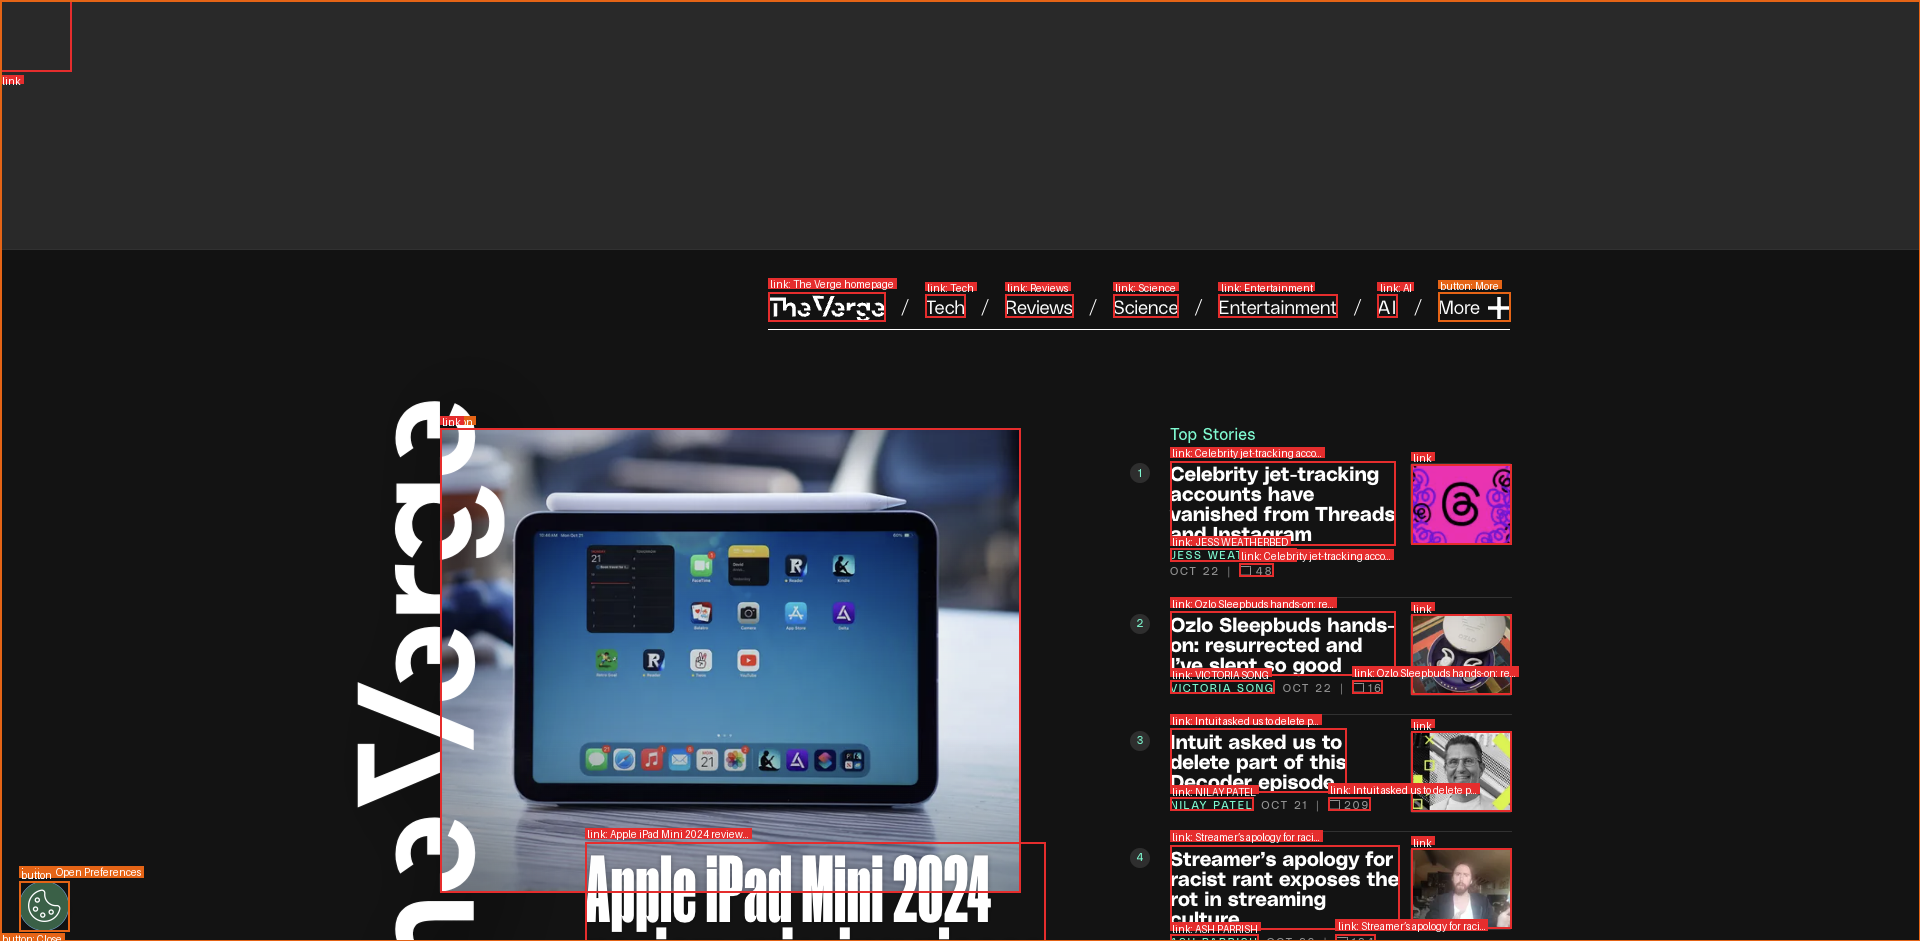 link
link: The Verge homepage
link: Tech
link: Reviews
link: Science
link: Entertainment
link: AI
button: More
The Verge / Tech / Reviews / Science / Entertainment / AI / More
The Verge
link
Top Stories
link: Celebrity jet-tracking acco...
link
1
Celebrity jet-tracking
accounts have
vanished from Threads
and Instagram
link: JESS WEATHERBED
JESS WEAT
link: Celebrity jet-tracking acco...
OCT 22 | 48
link: Ozlo Sleepbuds hands-on: re...
link
2
Ozlo Sleepbuds hands-
on: resurrected and
I've slept so good
link: VICTORIA SONG
link: Ozlo Sleepbuds hands-on: re...
VICTORIA SONG OCT 22 | 16
link: Intuit asked us to delete p...
link
3
Intuit asked us to
delete part of this
Decoder episode
link: NILAY PATEL
link: Intuit asked us to delete p...
NILAY PATEL OCT 21 | 209
link: Streamer's apology for raci...
link
4
Streamer's apology for
racist rant exposes the
rot in streaming
culture
link: ASH PARRISH
link: Streamer's apology for raci...
link: Apple iPad Mini 2024 review...
Apple iPad Mini 2024
button Open Preferences
button: Close